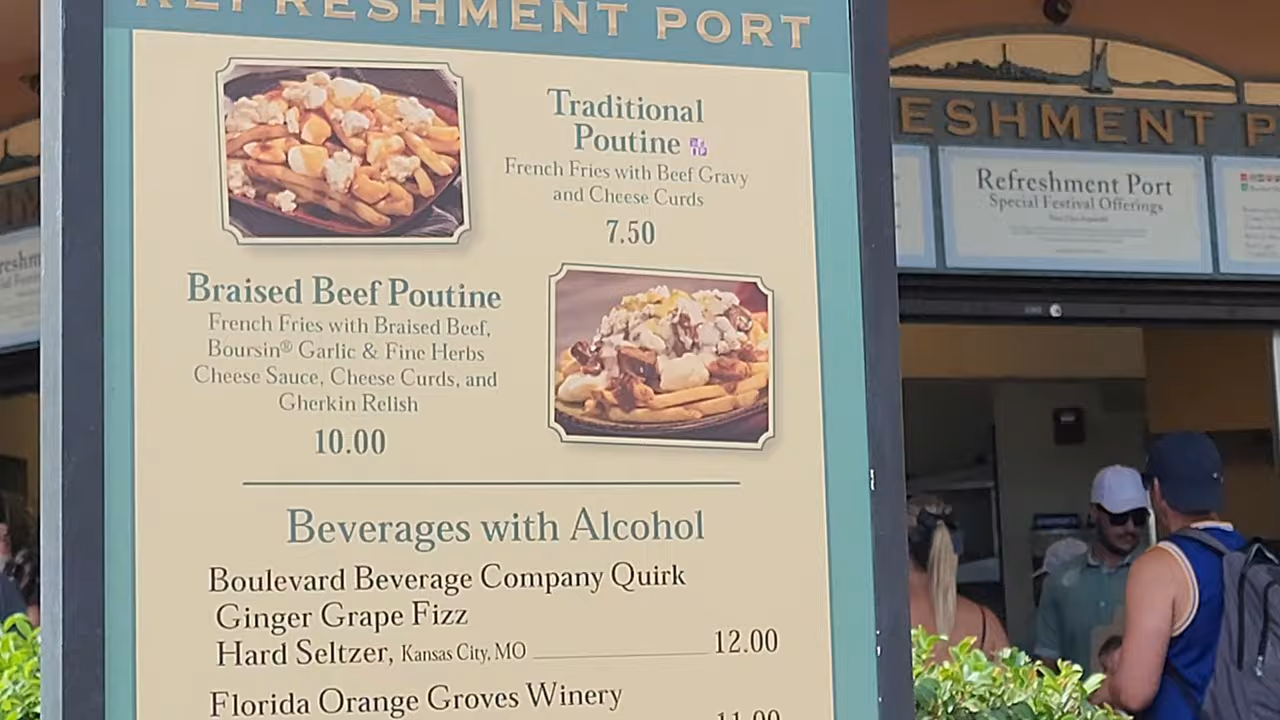 REFRESHMENT PORT
Traditional
Poutine
French Fries with Beef Gravy
and Cheese Curds
7.50
Braised Beef Poutine
French Fries with Braised Beef,
Boursin® Garlic & Fine Herbs
Cheese Sauce, Cheese Curds, and
Gherkin Relish
10.00
Beverages with Alcohol
Boulevard Beverage Company Quirk
Ginger Grape Fizz
Hard Seltzer, Kansas City, MO 12.00
Florida Orange Groves Winery
11.00
ESHMENT P
Refreshment Port
Special Festival Offerings